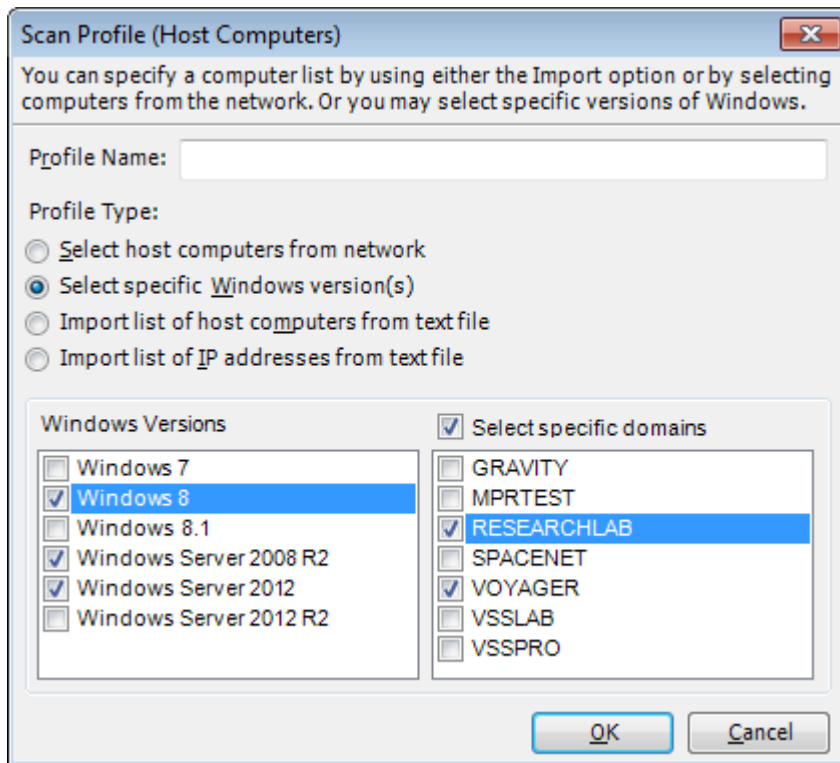 Scan Profile (Host Computers)
You can specify a computer list by using either the Import option or by selecting
computers from the network. Or you may select specific versions of Windows.
Profile Name:
Profile Type:
Select host computers from network
Select specific Windows version(s)
Import list of host computers from text file
Import list of IP addresses from text file
Windows Versions
Windows 7
Windows 8
Windows 8.1
Windows Server 2008 R2
Windows Server 2012
Windows Server 2012 R2
Select specific domains
GRAVITY
MPRTEST
RESEARCHLAB
SPACENET
VOYAGER
VSSLAB
VSSPRO
OK
Cancel